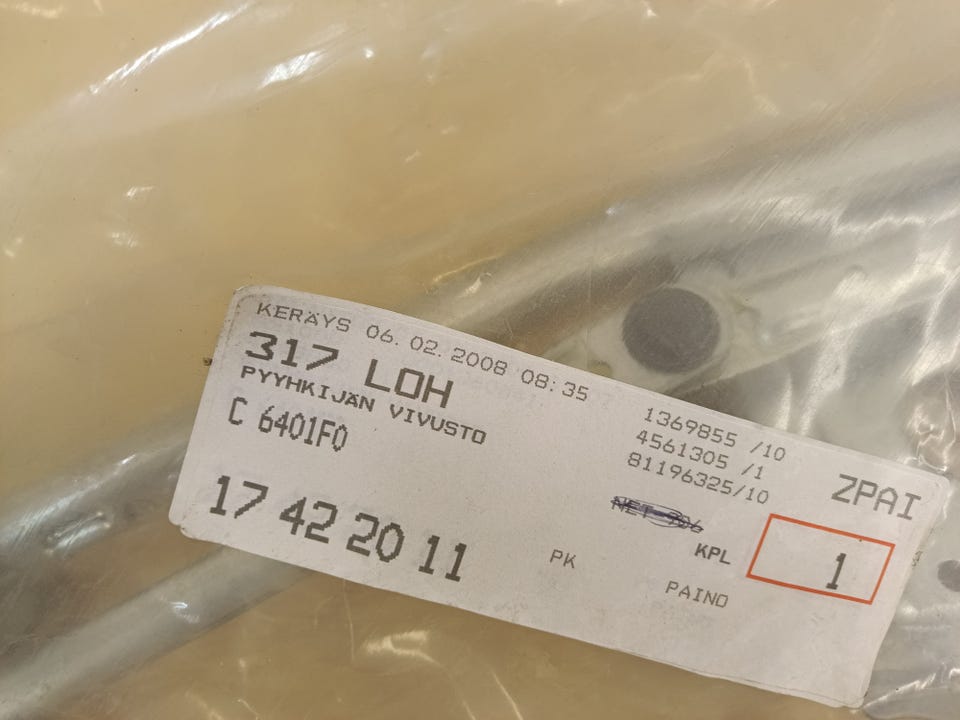 KERÄYS 06.02.2008 08:35
317 LOH
PYYHKIJÄN VIVUSTO
C 6401F0
17 42 20 11
1369855 /10
4561305 /1
81196325/10
ZPAI
PK
KPL 1
PAINO